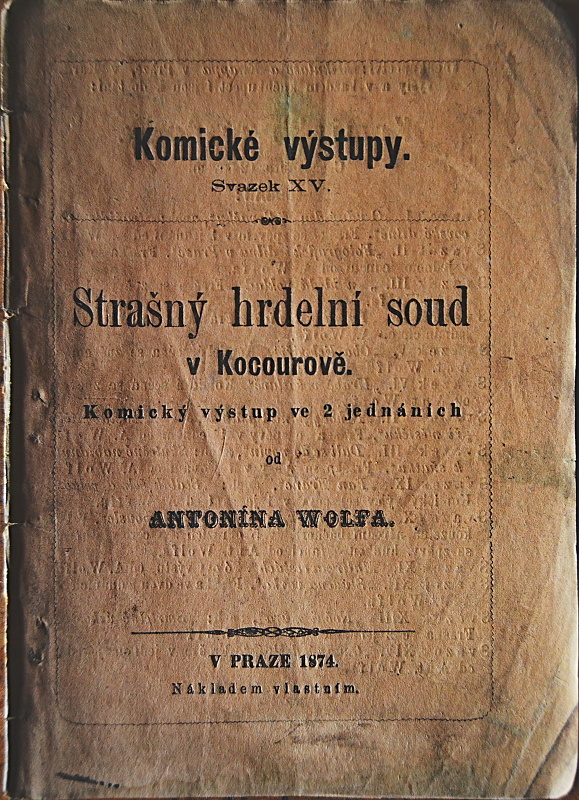 Komické výstupy.
Svazek XV.
Strašný hrdelní soud
v Kocourově.
Komický výstup ve 2 jednáních
od
ANTONÍNA WOLFA.
V PRAZE 1874.
Nákladem vlastním.